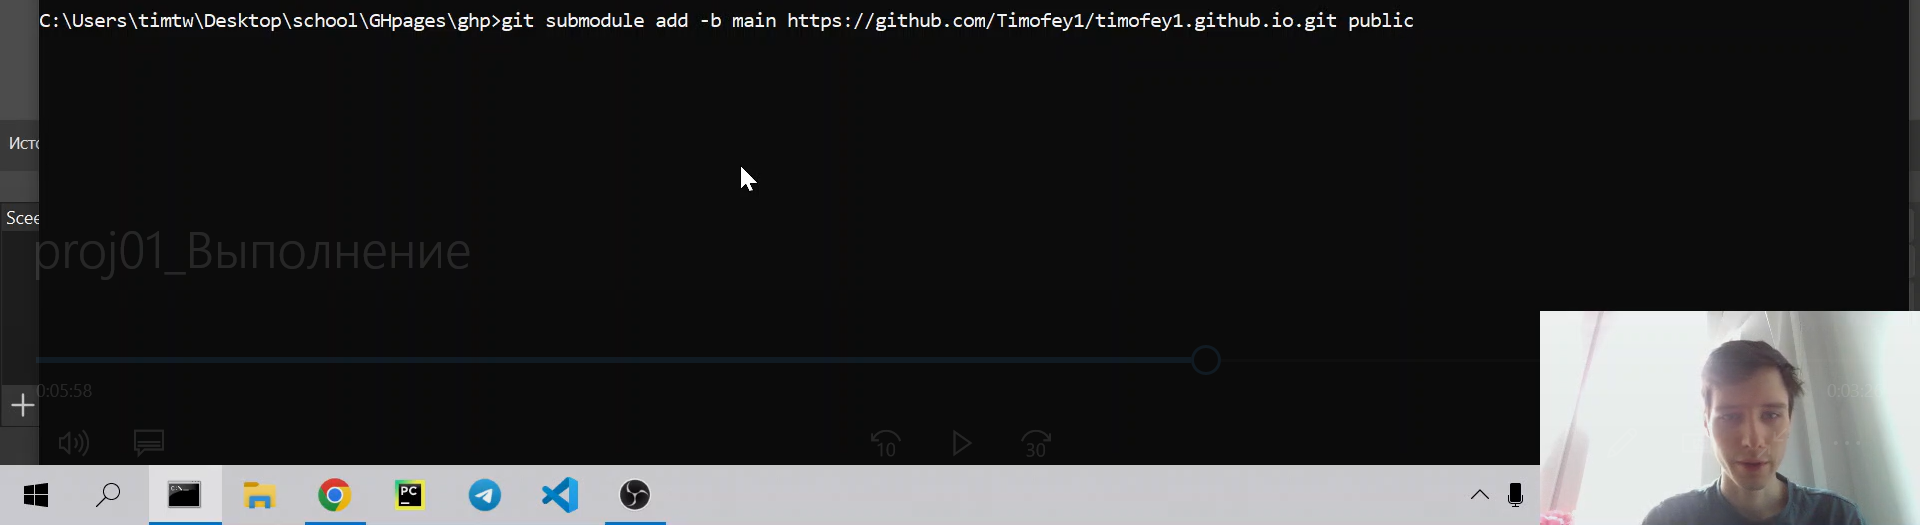 C:\Users\timtw\Desktop\school\GHpages\ghp>git submodule add -b main https://github.com/Timofey1/timofey1.github.io.git public
Исто
Scee
proj01_Выполнение
0:05:58
10
30
PC